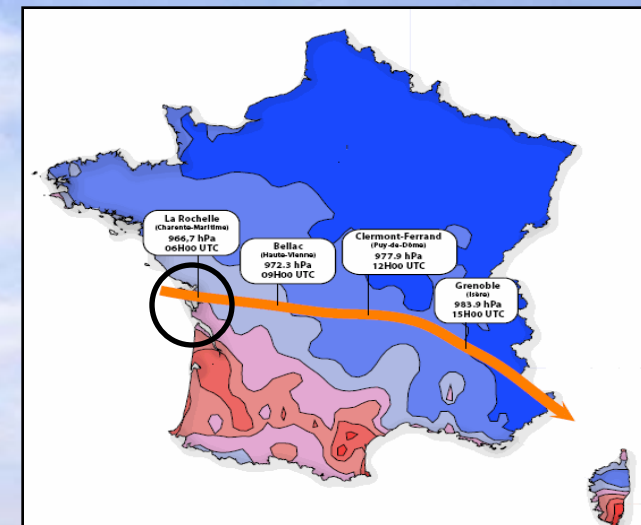 La Rochelle
(Charente-Maritime)
966,7 hPa
06H00 UTC
Bellac
(Haute-Vienne)
972.3 hPa
09H00 UTC
Clermont-Ferrand
(Puy-de-Dôme)
977.9 hPa
12H00 UTC
Grenoble
(Isère)
983.9 hPa
15H00 UTC